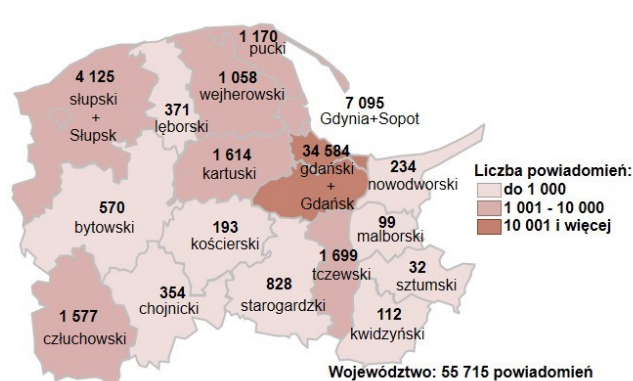 1 170
pucki
4 125
słupski
+
Słupsk
371
lęborski
1 058
wejherowski
7 095
Gdynia+Sopot
1 614
kartuski
34 584
gdański
+
Gdańsk
234
nowodworski
Liczba powiadomień:
do 1 000
1 001 - 10 000
10 001 i więcej
570
bytowski
193
kościerski
99
malborski
1 699
tczewski
32
sztumski
828
starogardzki
354
chojnicki
1 577
człuchowski
112
kwidzyński
Województwo: 55 715 powiadomień